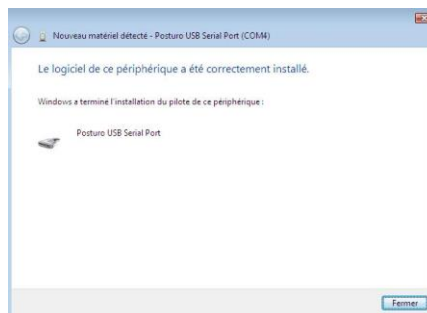 Nouveau matériel détecté - Posturo USB Serial Port (COM4)
Le logiciel de ce périphérique a été correctement installé.
Windows a terminé l'installation du pilote de ce périphérique :
Posturo USB Serial Port
Fermer